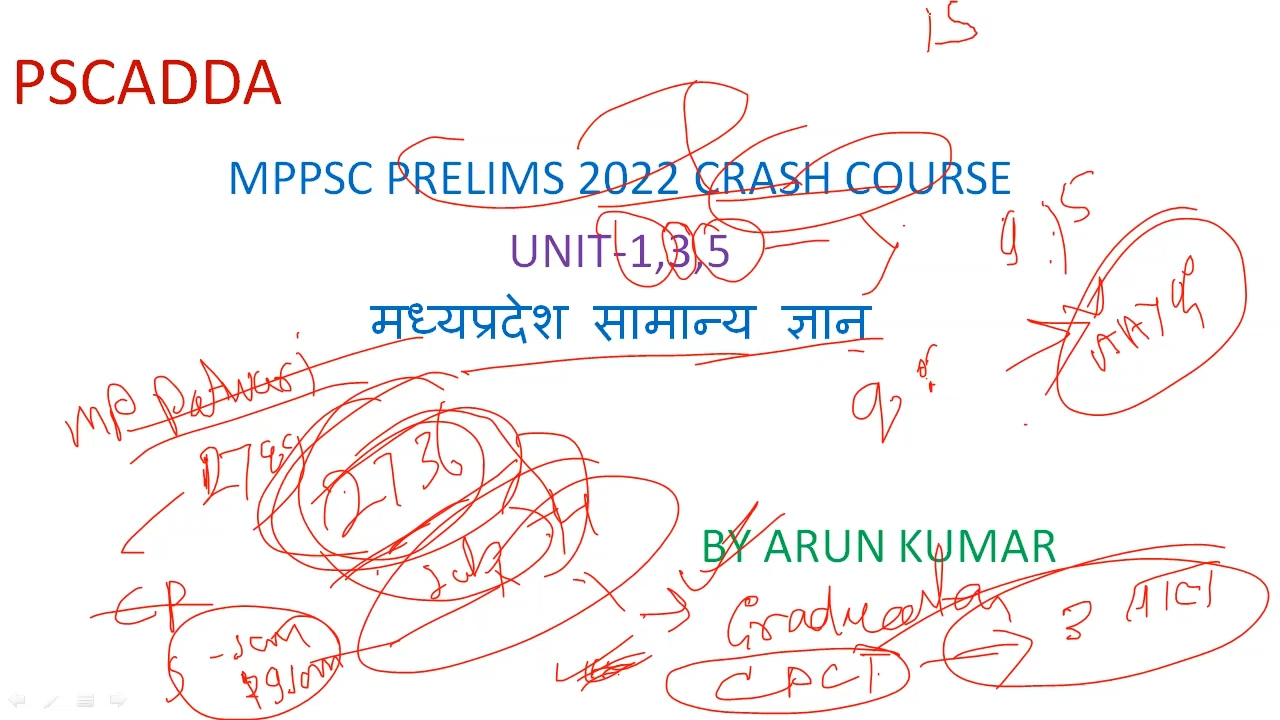 15
PSCADDA
MPPSC PRELIMS 2022 CRASH COURSE
UNIT-1,3,5
मध्यप्रदेश सामान्य ज्ञान
MP Patwari
2736
BY ARUN KUMAR
CP
Graduation
CPCT